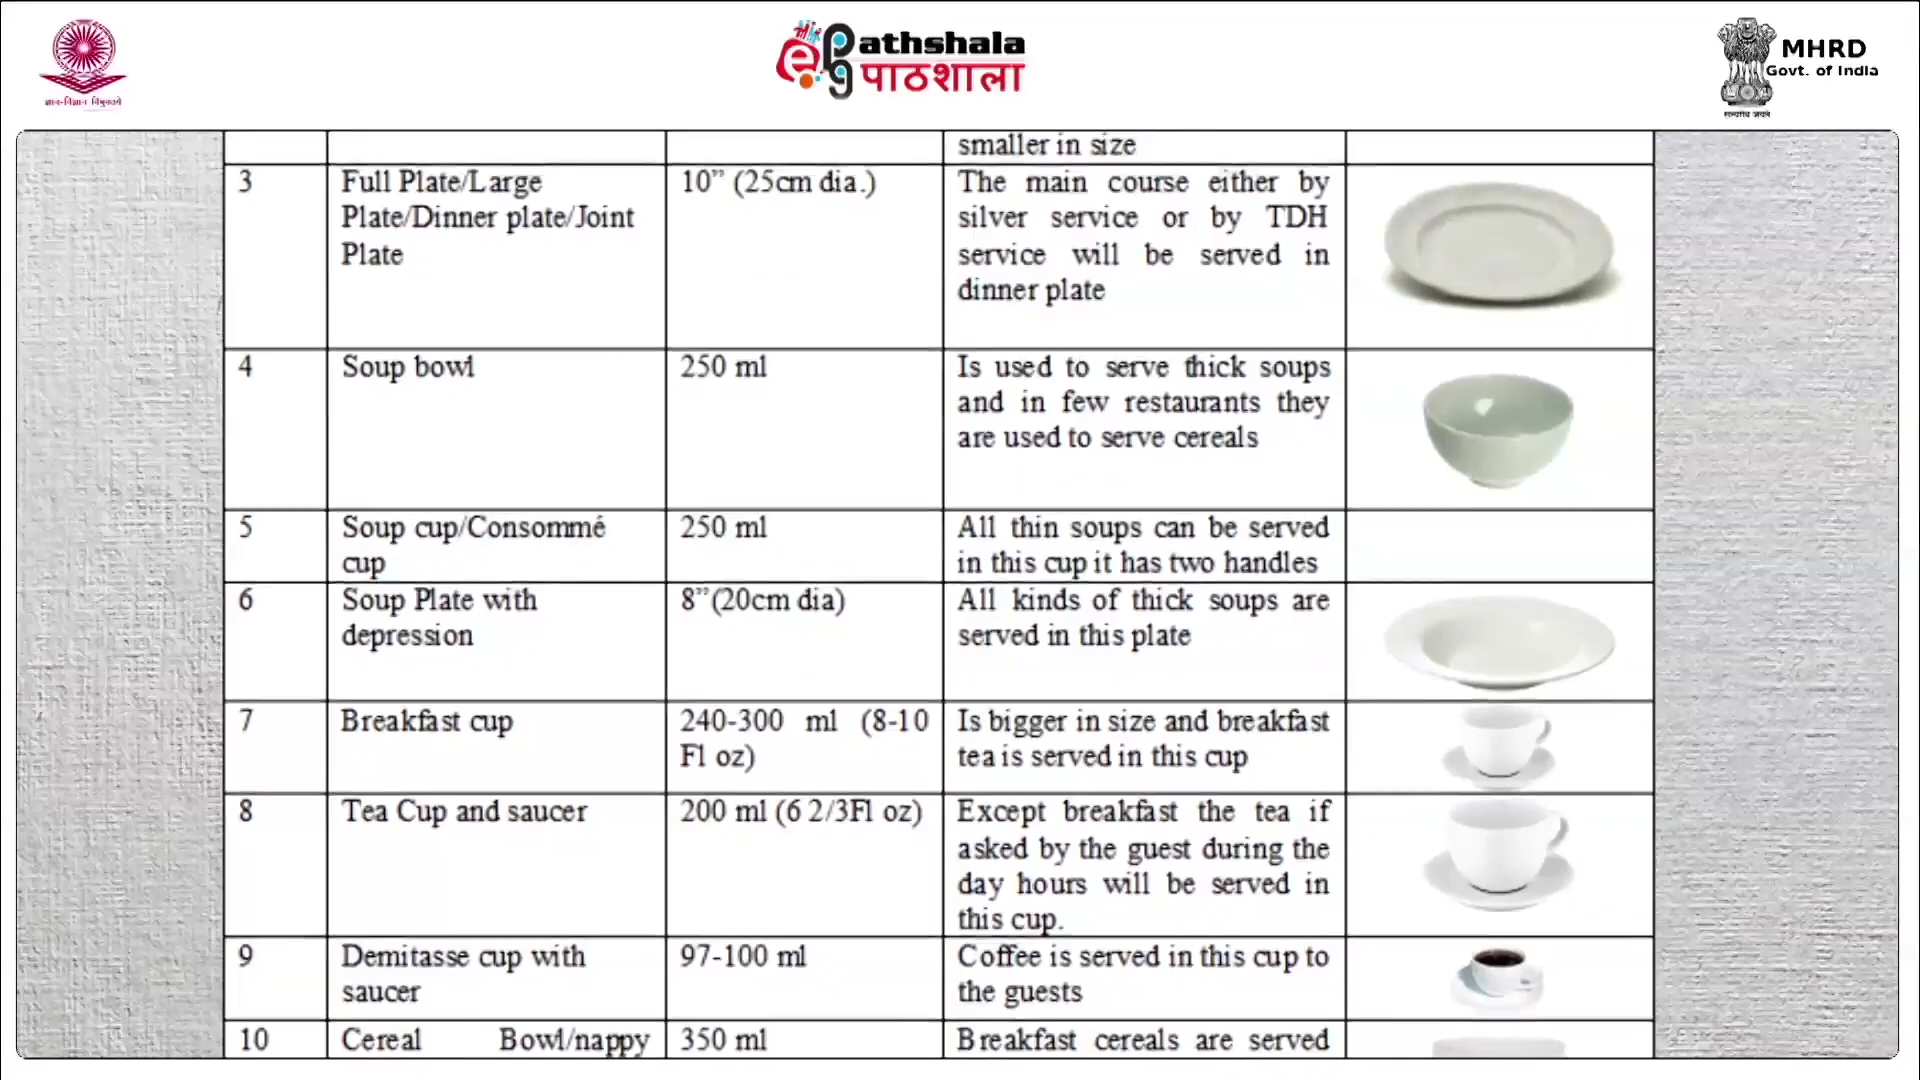 ज्ञान-विज्ञान विमुक्तये
athshala
पाठशाला
MHRD
Govt. of India
सत्यमेव जयते
smaller in size
3
Full Plate/Large
Plate/Dinner plate/Joint
Plate
10” (25cm dia.)
The main course either by
silver service or by TDH
service will be served in
dinner plate
4
Soup bowl
250 ml
Is used to serve thick soups
and in few restaurants they
are used to serve cereals
5
Soup cup/Consommé
cup
250 ml
All thin soups can be served
in this cup it has two handles
6
Soup Plate with
depression
8”(20cm dia)
All kinds of thick soups are
served in this plate
7
Breakfast cup
240-300 ml (8-10
Fl oz)
Is bigger in size and breakfast
tea is served in this cup
8
Tea Cup and saucer
200 ml (6 2/3Fl oz)
Except breakfast the tea if
asked by the guest during the
day hours will be served in
this cup.
9
Demitasse cup with
saucer
97-100 ml
Coffee is served in this cup to
the guests
10
Cereal Bowl/nappy
350 ml
Breakfast cereals are served